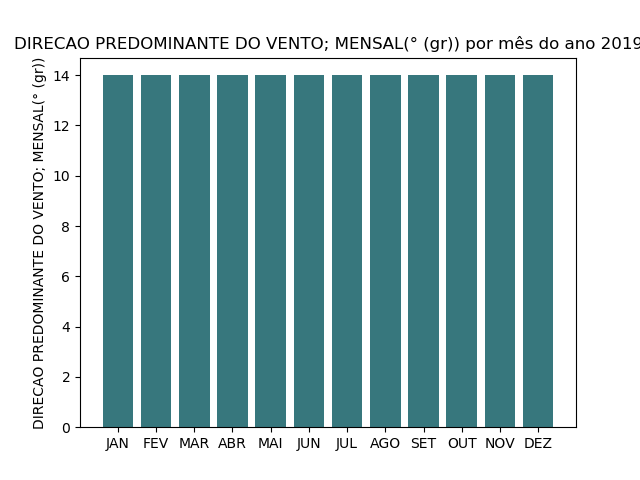 DIRECAO PREDOMINANTE DO VENTO; MENSAL(° (gr)) por mês do ano 2019
DIRECAO PREDOMINANTE DO VENTO; MENSAL(° (gr))
14
12
10
8
6
4
2
0
JAN FEV MAR ABR MAI JUN JUL AGO SET OUT NOV DEZ